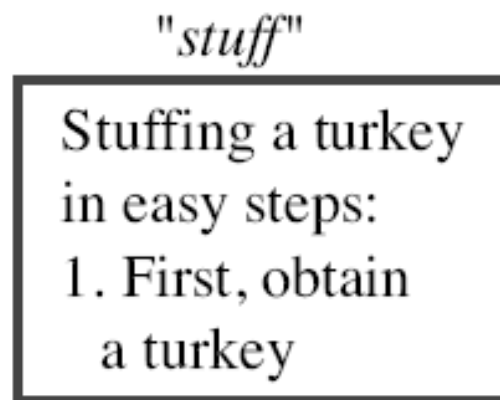 "stuff"
Stuffing a turkey
in easy steps:
1. First, obtain
a turkey